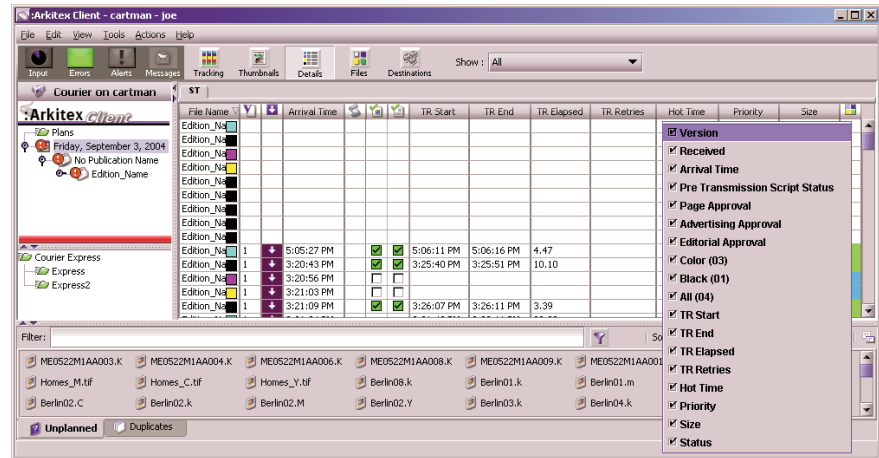 :Arkitex Client - cartman - joe
File Edit View Tools Actions Help
Input Errors Alerts Messages Tracking Thumbnails Details Files Destinations Show : All
Courier on cartman
ST
:Arkitex Client
File Name V Arrival Time TR Start TR End TR Elapsed TR Retries Hot Time Priority Size
Plans
Friday, September 3, 2004
No Publication Name
Edition_Name
Edition_Na
Edition_Na
Edition_Na
Edition_Na
Edition_Na
Edition_Na
Edition_Na
Edition_Na
Edition_Na
Edition_Na 1 5:05:27 PM 5:06:11 PM 5:06:16 PM 4.47
Edition_Na 1 3:20:43 PM 3:25:40 PM 3:25:51 PM 10.10
Edition_Na 1 3:20:56 PM
Edition_Na 1 3:21:03 PM
Edition_Na 1 3:21:09 PM 3:26:07 PM 3:26:11 PM 3.39
Courier Express
Express
Express2
Version
Received
Arrival Time
Pre Transmission Script Status
Page Approval
Advertising Approval
Editorial Approval
Color (03)
Black (01)
All (04)
TR Start
TR End
TR Elapsed
TR Retries
Hot Time
Priority
Size
Status
Filter: So
ME0522M1AA003.K ME0522M1AA004.K ME0522M1AA006.K ME0522M1AA008.K ME0522M1AA009.K ME0522M1AA001
Homes_M.tif Homes_C.tif Homes_Y.tif Berlin08.k Berlin01.k Berlin01.m
Berlin02.C Berlin02.k Berlin02.M Berlin02.Y Berlin03.k Berlin04.k
Unplanned Duplicates